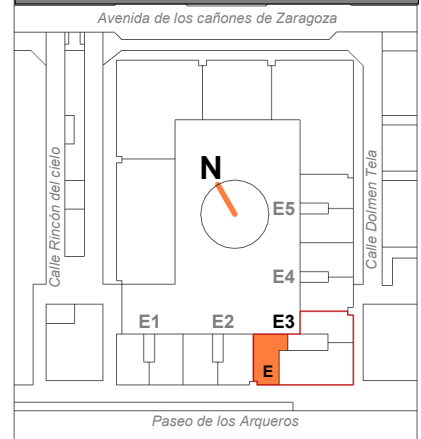 Avenida de los cañones de Zaragoza
Calle Rincón del cielo
Calle Dolmen Tela
N
E5
E4
E1 E2 E3
E
Paseo de los Arqueros